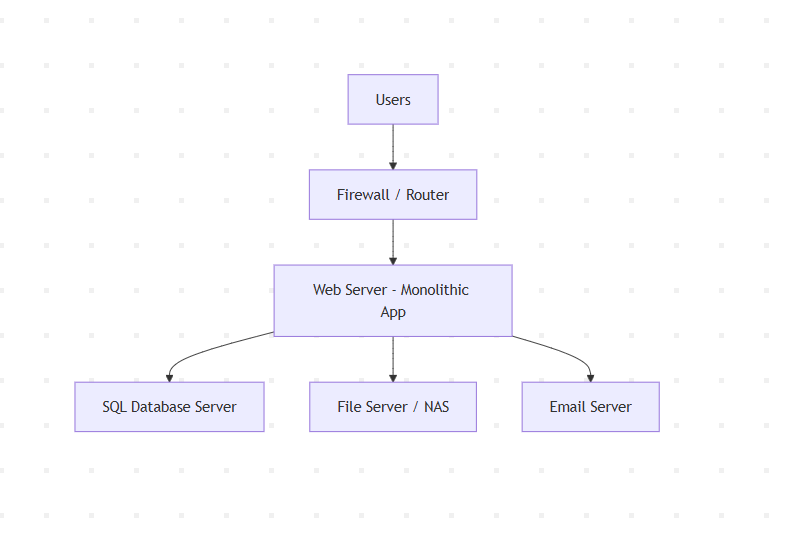 Users
Firewall / Router
Web Server - Monolithic
App
SQL Database Server
File Server / NAS
Email Server